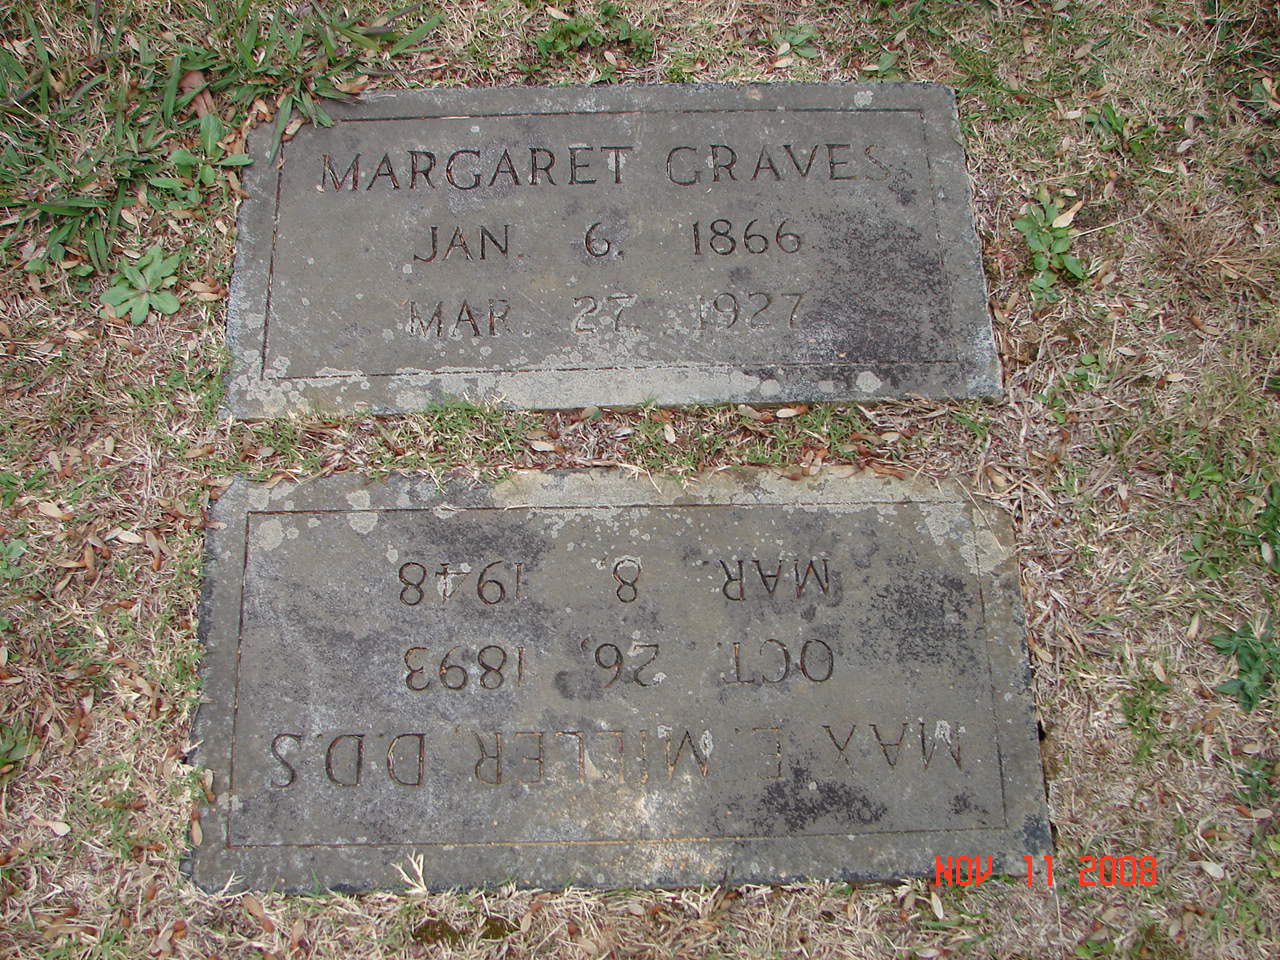 MARGARET GRAVES
JAN. 6. 1866
MAR. 27. 1927
MAX E. MILLER D.D.S
OCT. 26, 1893
MAR. 8 1948
NOV 11 2008